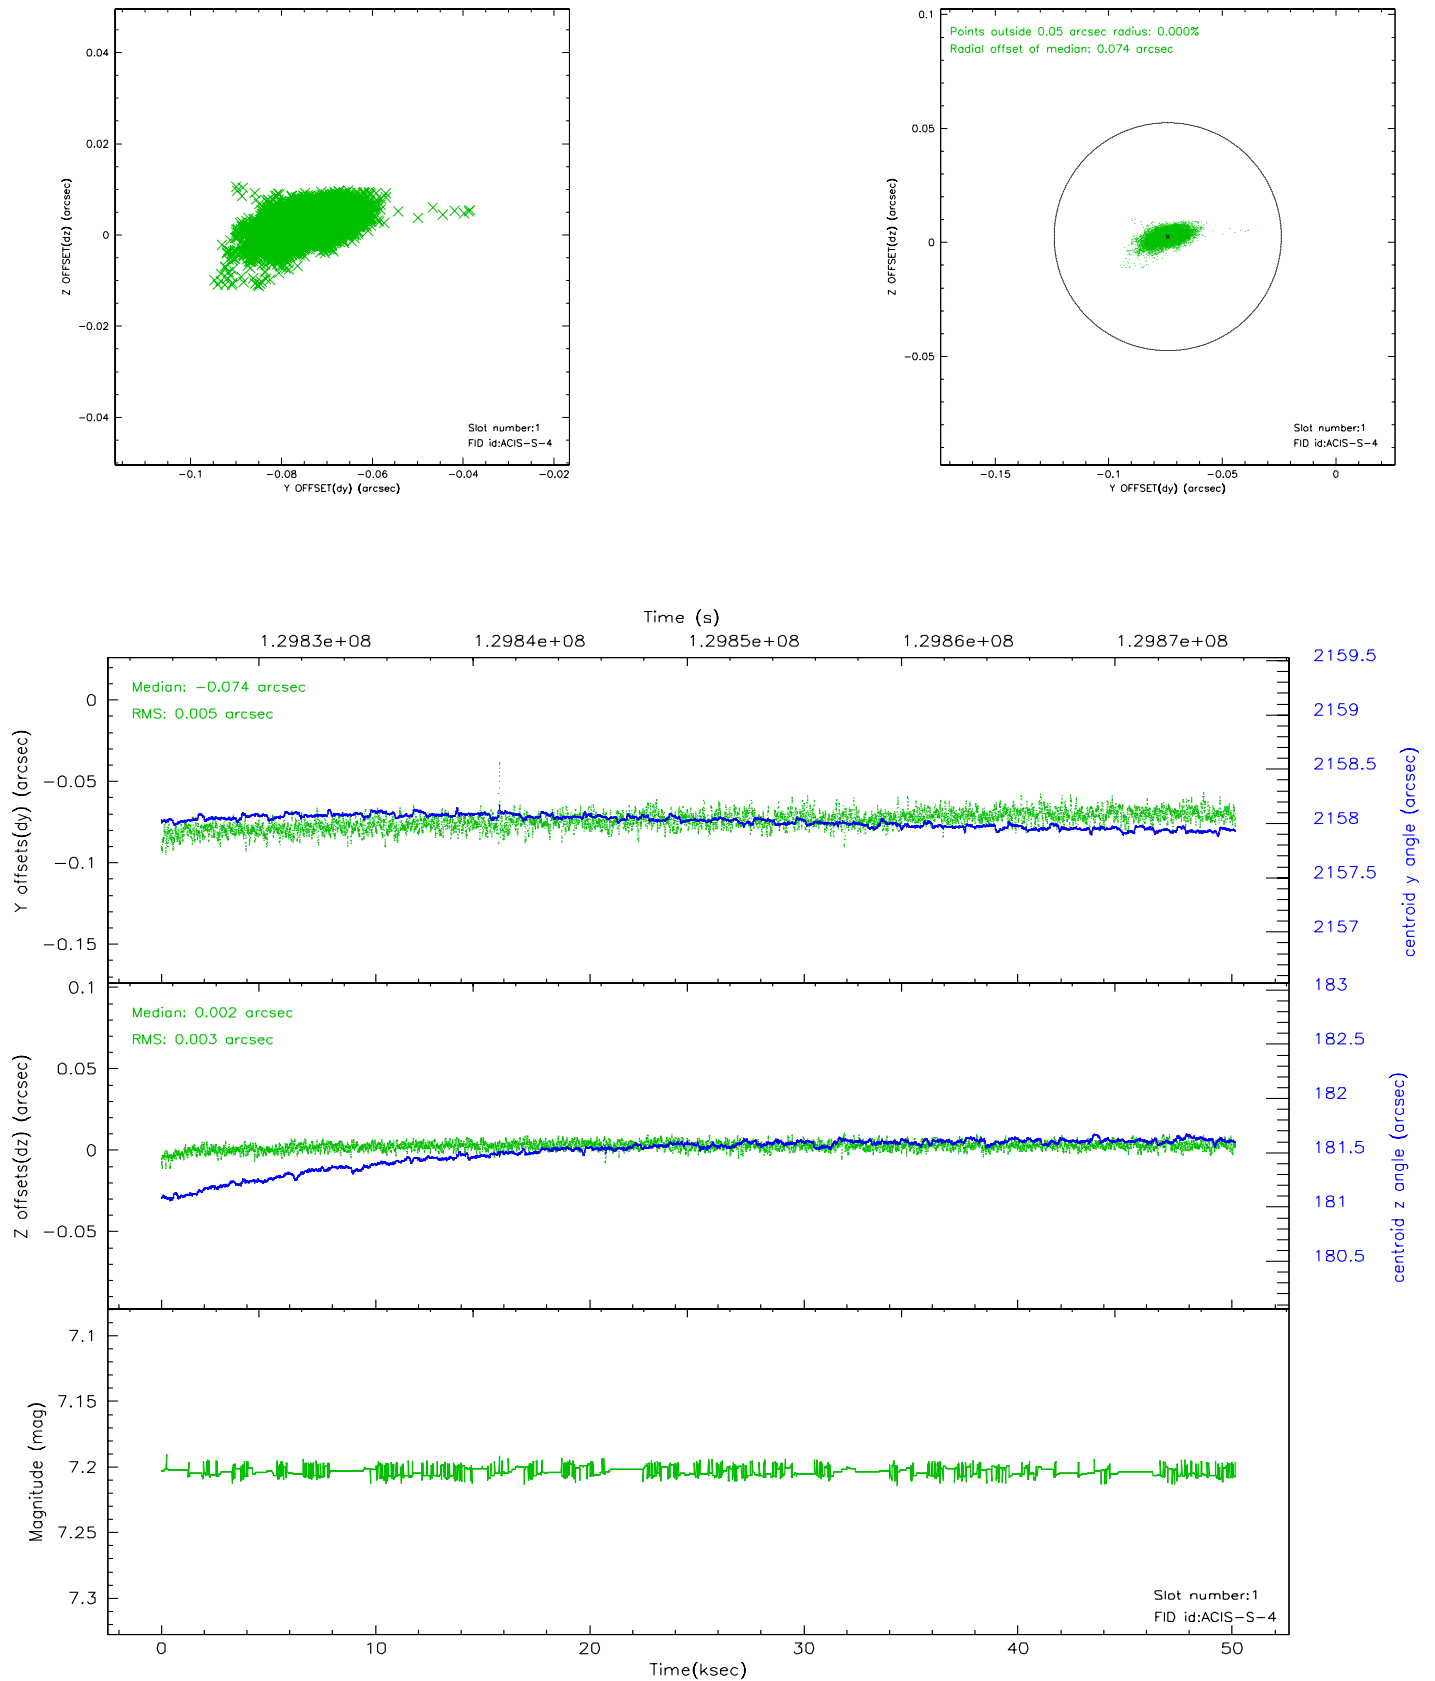 0.04
0.02
0
−0.02
−0.04
Z OFFSET(dz) (arcsec)
Slot number:1
FID id:ACIS−S−4
−0.1
−0.08
−0.06
−0.04
−0.02
Y OFFSET(dy) (arcsec)
Points outside 0.05 arcsec radius: 0.000%
Radial offset of median: 0.074 arcsec
0.1
0.05
0
−0.05
Z OFFSET(dz) (arcsec)
Slot number:1
FID id:ACIS−S−4
−0.15
−0.1
−0.05
0
Y OFFSET(dy) (arcsec)
Time (s)
1.2983e+08
1.2984e+08
1.2985e+08
1.2986e+08
1.2987e+08
Median: −0.074 arcsec
RMS: 0.005 arcsec
0
−0.05
−0.1
−0.15
Y offsets(dy) (arcsec)
2159.5
2159
2158.5
2158
2157.5
2157
centroid y angle (arcsec)
Median: 0.002 arcsec
RMS: 0.003 arcsec
0.1
0.05
0
−0.05
Z offsets(dz) (arcsec)
183
182.5
182
181.5
181
180.5
centroid z angle (arcsec)
7.1
7.15
7.2
7.25
7.3
Magnitude (mag)
Slot number:1
FID id:ACIS−S−4
0
10
20
30
40
50
Time(ksec)